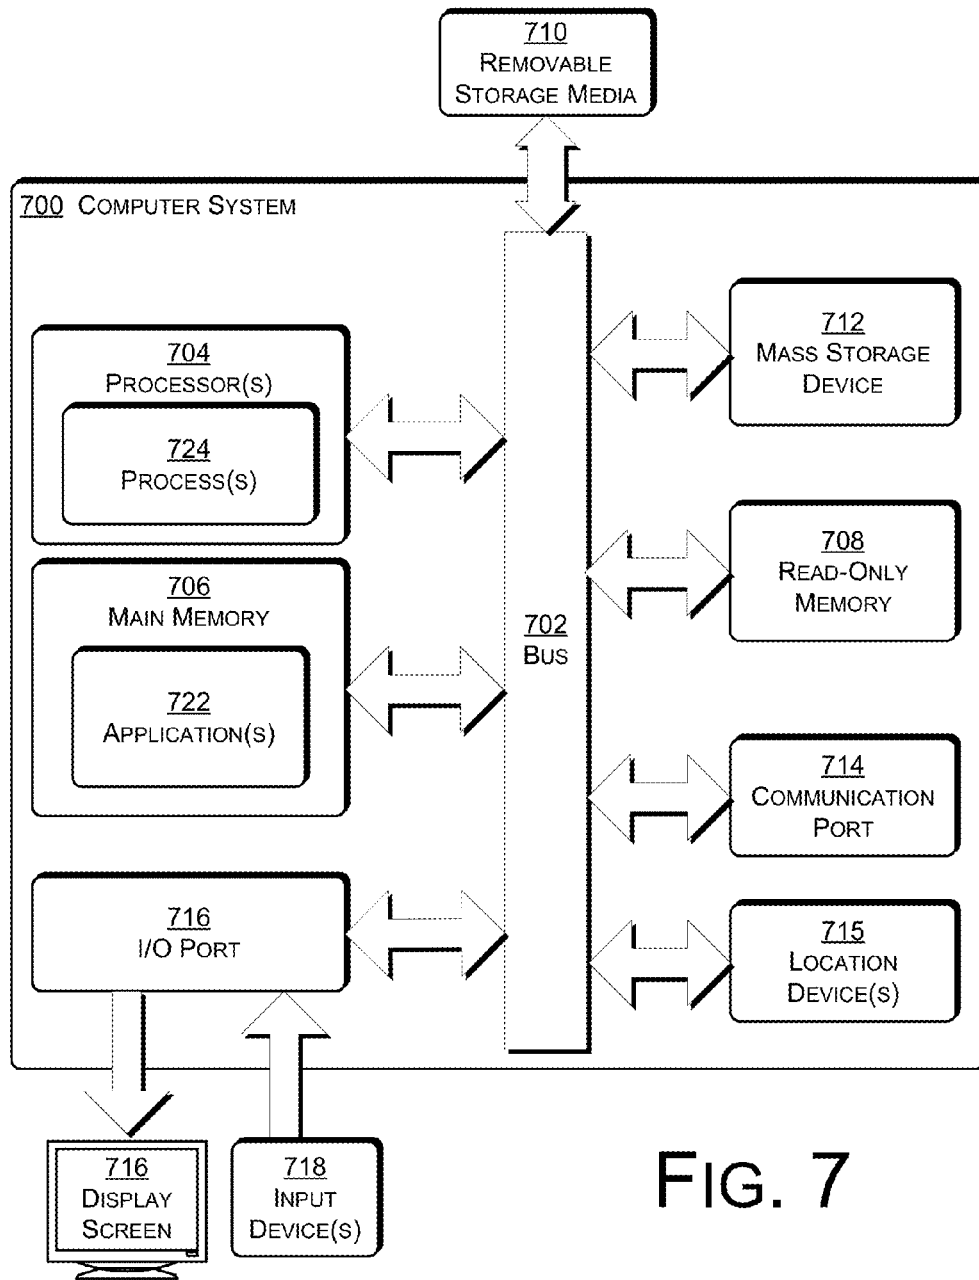 710
REMOVABLE
STORAGE MEDIA
700 COMPUTER SYSTEM
704
PROCESSOR(S)
724
PROCESS(S)
706
MAIN MEMORY
722
APPLICATION(S)
716
I/O PORT
702
BUS
712
MASS STORAGE
DEVICE
708
READ-ONLY
MEMORY
714
COMMUNICATION
PORT
715
LOCATION
DEVICE(S)
716
DISPLAY
SCREEN
718
INPUT
DEVICE(S)
FIG. 7